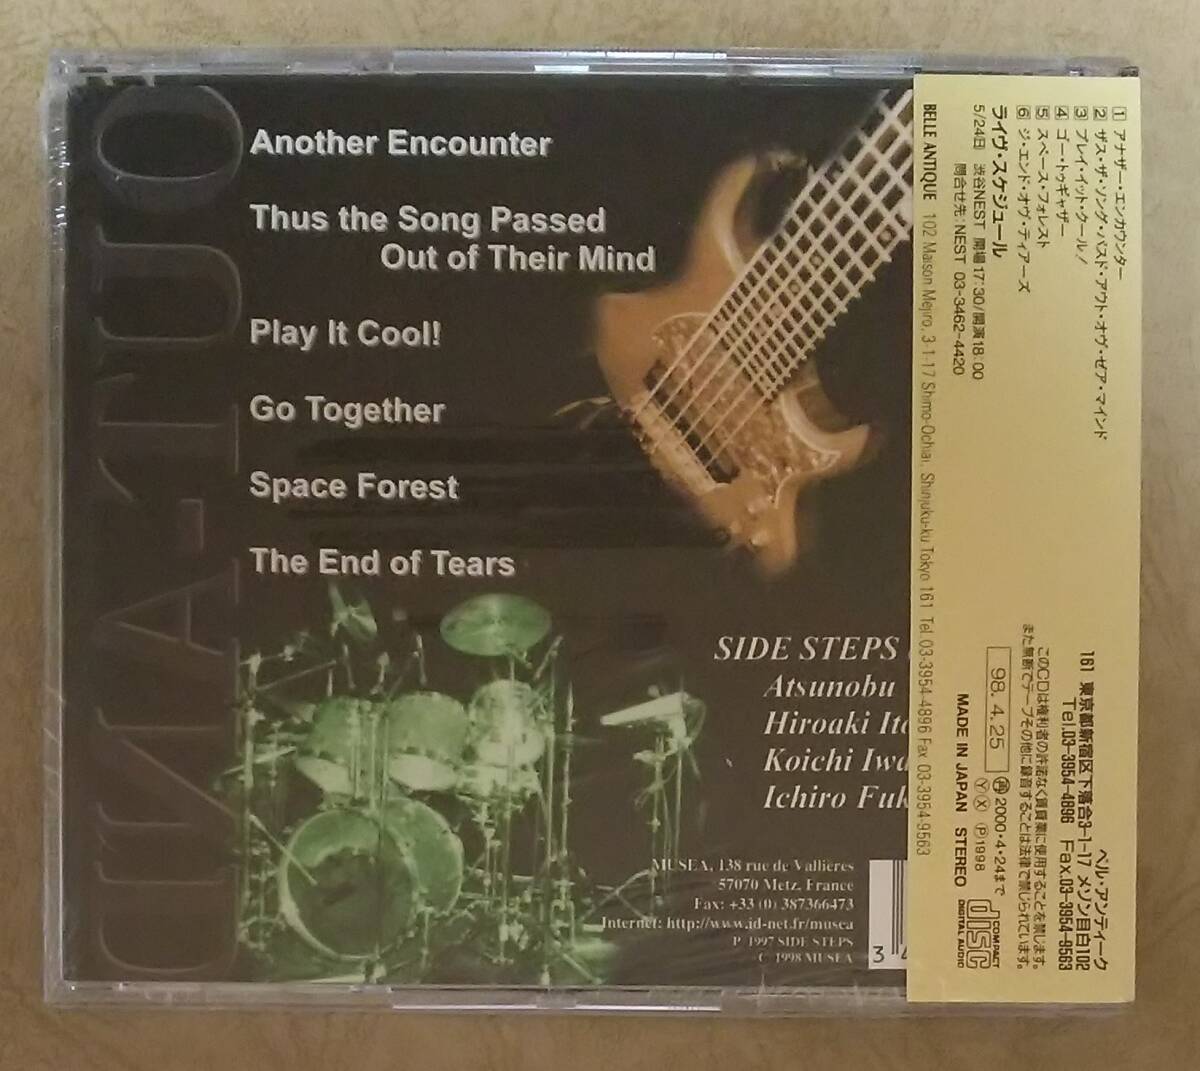 Another Encounter
Thus the Song Passed
Out of Their Mind
Play It Cool!
Go Together
Space Forest
The End of Tears
SIDE STEPS
Atsunobu
Hiroaki Ito
Koichi Iwa
Ichiro Fuk
MUSEA, 138 rue de Vallières
57070 Metz, France
Fax: +33 (0) 387366473
Internet: http://www.id-net.fr/musea
P 1997 SIDE STEPS
C 1998 MUSEA
3
1 アナザー・エンカウンター
2 ザス・ザ・ソング・パスド・アウト・オヴ・ゼア・マインド
3 プレイ・イット・クール!
4 ゴー・トゥギャザー
5 スペース・フォレスト
6 ジ・エンド・オヴ・ティアーズ
ライヴ・スケジュール
5/24日 渋谷NEST 開場17:30/開演18:00
問合せ先:NEST 03-3462-4420
BELLE ANTIQUE 102 Maison Mejiro, 3-1-17 Shimo-Ochiai, Shinjuku-ku Tokyo 161 Tel. 03-3954-4896 Fax. 03-3954-9563
ベル・アンティーク
161 東京都新宿区下落合3-1-17 メゾン目白102
Tel.03-3954-4896 Fax.03-3954-9563
このCDは権利者の許諾なく賃貸業に使用することを禁じます。
また無断でテープその他に録音することは法律で禁じられています。
98.4.25 再2000・4・24まで
Y X P1998
MADE IN JAPAN STEREO
COMPACT
disc
DIGITAL AUDIO